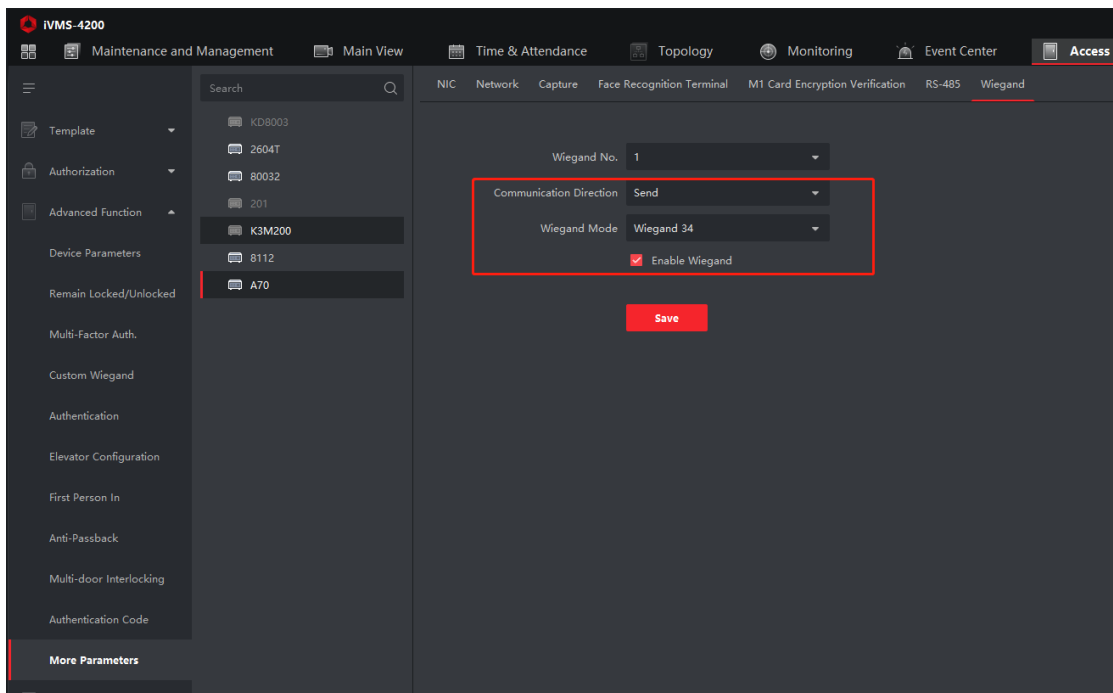 iVMS-4200
Maintenance and Management
Main View
Time & Attendance
Topology
Monitoring
Event Center
Access
Template
Authorization
Advanced Function
Device Parameters
Remain Locked/Unlocked
Multi-Factor Auth.
Custom Wiegand
Authentication
Elevator Configuration
First Person In
Anti-Passback
Multi-door Interlocking
Authentication Code
More Parameters
Search
KD8003
2604T
80032
201
K3M200
8112
A70
NIC
Network
Capture
Face Recognition Terminal
M1 Card Encryption Verification
RS-485
Wiegand
Wiegand No. 1
Communication Direction Send
Wiegand Mode Wiegand 34
Enable Wiegand
Save